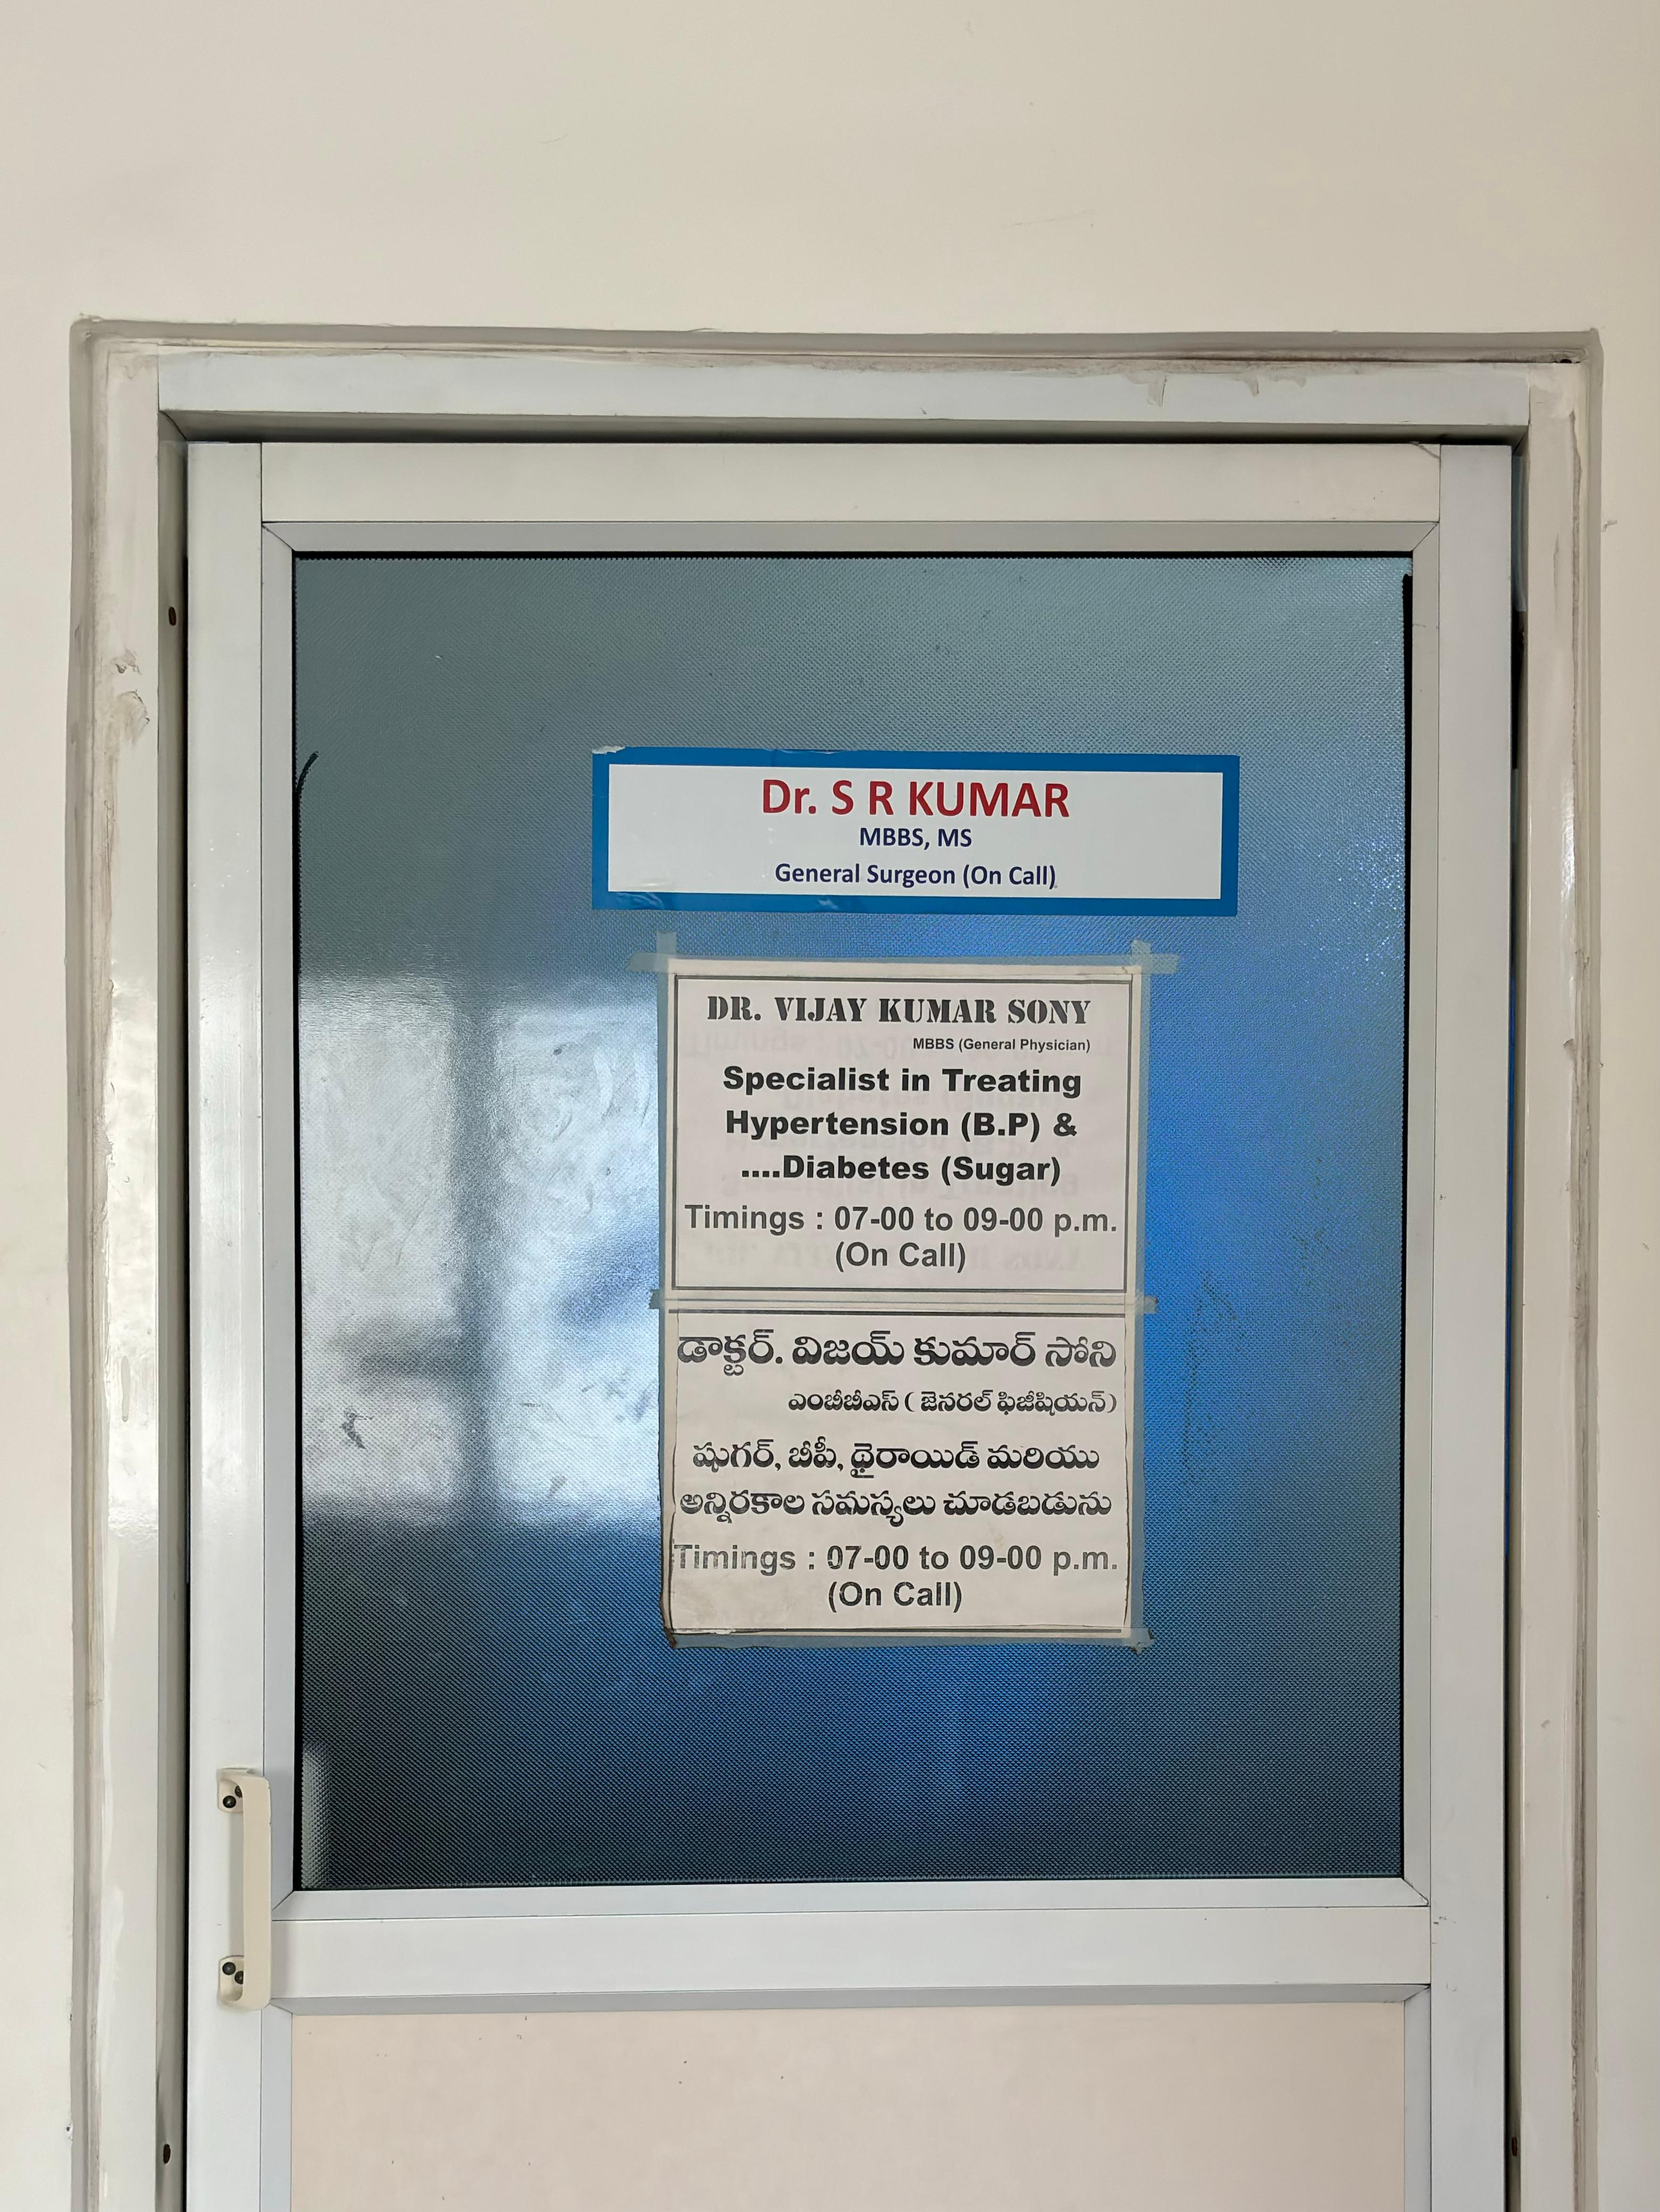 Dr. S R KUMAR
MBBS, MS
General Surgeon (On Call)
DR. VIJAY KUMAR SONY
MBBS (General Physician)
Specialist in Treating
Hypertension (B.P) &
....Diabetes (Sugar)
Timings : 07-00 to 09-00 p.m.
(On Call)
డాక్టర్. విజయ్ కుమార్ సోని
ఎంబీబీఎస్ ( జెనరల్ ఫిజీషియన్)
షుగర్, బీపీ, థైరాయిడ్ మరియు
అన్నిరకాల సమస్యలు చూడబడును
Timings : 07-00 to 09-00 p.m.
(On Call)